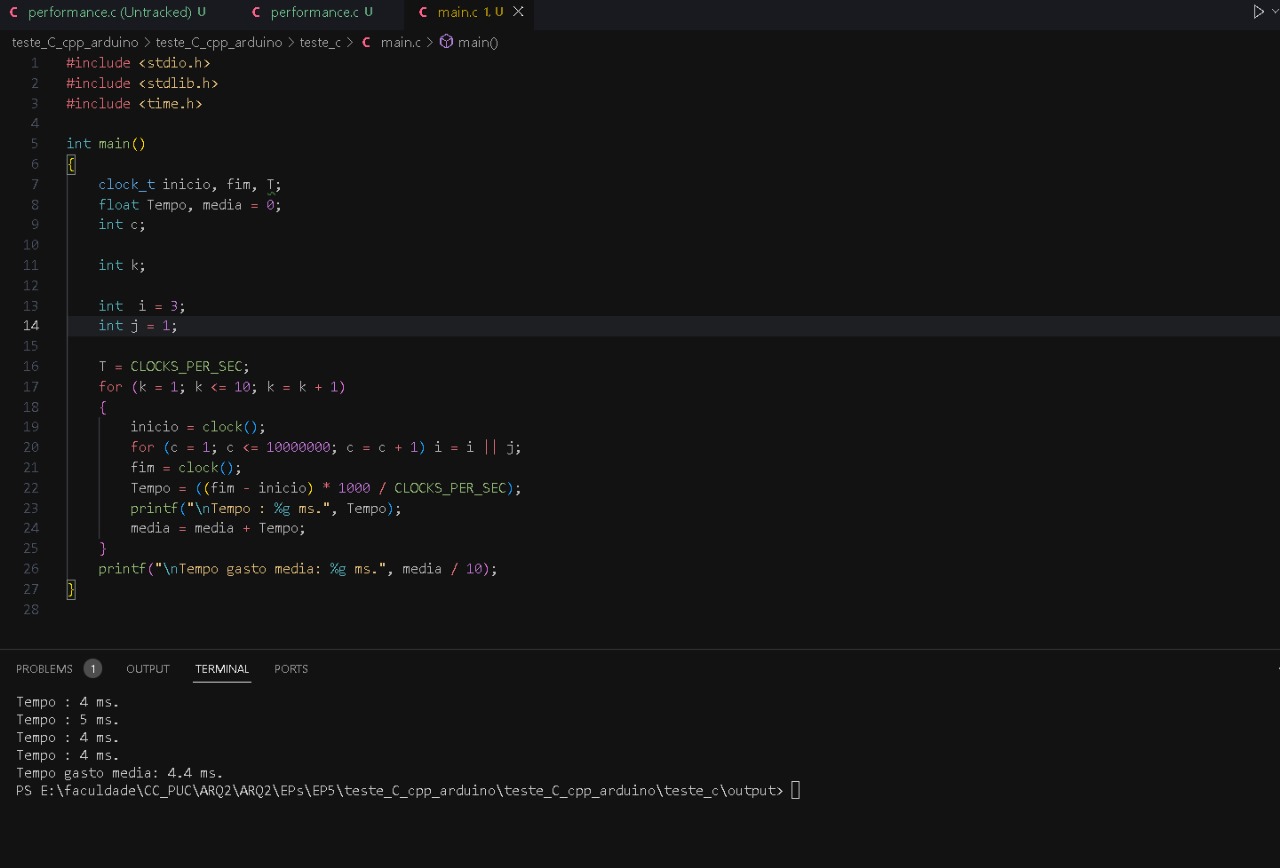 performance.c (Untracked) U performance.c U main.c 1, U
teste_C_cpp_arduino > teste_C_cpp_arduino > teste_c > C main.c > main()
1 #include <stdio.h>
2 #include <stdlib.h>
3 #include <time.h>
4
5 int main()
6 {
7 clock_t inicio, fim, T;
8 float Tempo, media = 0;
9 int c;
10
11 int k;
12
13 int  i = 3;
14 int j = 1;
15
16 T = CLOCKS_PER_SEC;
17 for (k = 1; k <= 10; k = k + 1)
18 {
19 inicio = clock();
20 for (c = 1; c <= 10000000; c = c + 1) i = i || j;
21 fim = clock();
22 Tempo = ((fim - inicio) * 1000 / CLOCKS_PER_SEC);
23 printf("\nTempo : %g ms.", Tempo);
24 media = media + Tempo;
25 }
26 printf("\nTempo gasto media: %g ms.", media / 10);
27 }
28
PROBLEMS 1 OUTPUT TERMINAL PORTS
Tempo : 4 ms.
Tempo : 5 ms.
Tempo : 4 ms.
Tempo : 4 ms.
Tempo gasto media: 4.4 ms.
PS E:\faculdade\CC_PUC\ARQ2\ARQ2\EPs\EP5\teste_C_cpp_arduino\teste_C_cpp_arduino\teste_c\output>